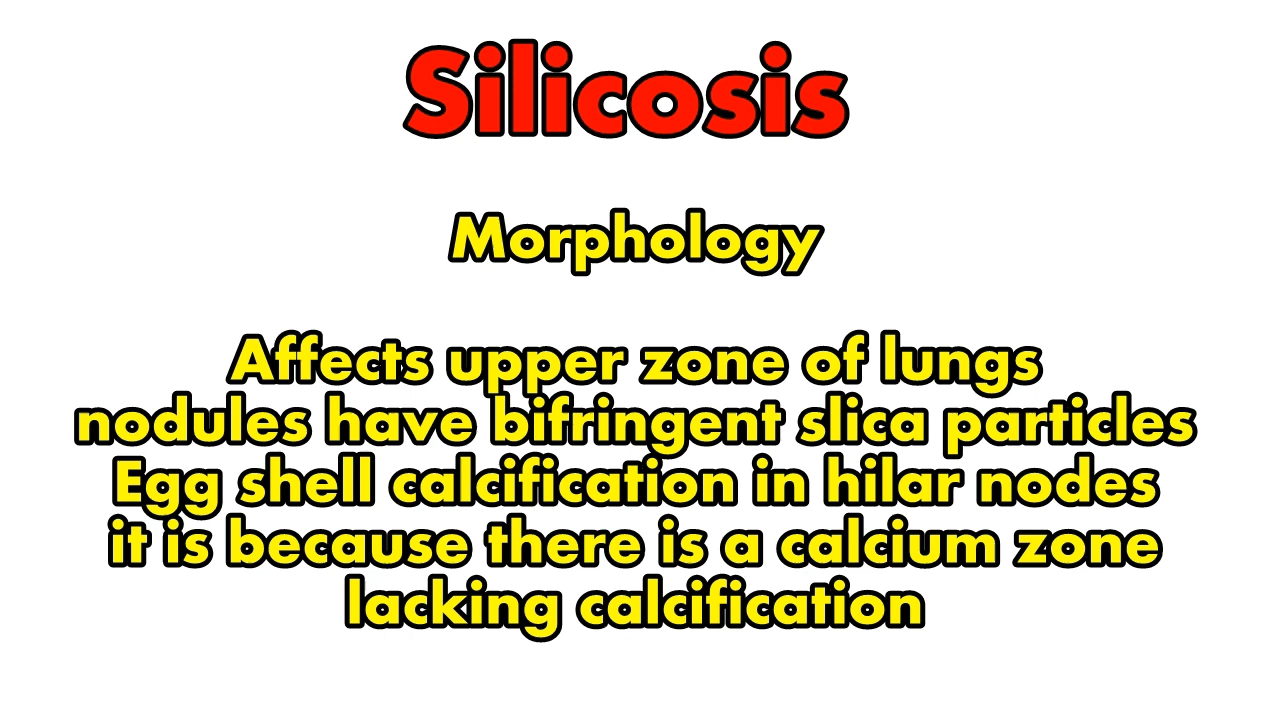 Silicosis
Morphology
Affects upper zone of lungs
nodules have bifringent slica particles
Egg shell calcification in hilar nodes
it is because there is a calcium zone
lacking calcification